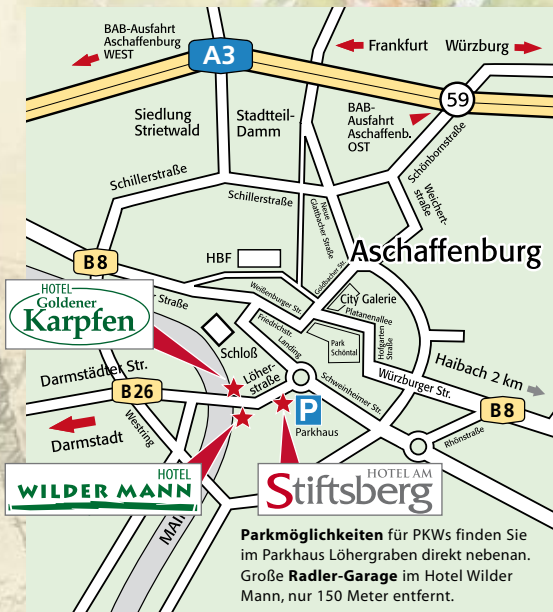 BAB-Ausfahrt
Aschaffenburg
WEST
A3
Frankfurt
Würzburg
59
BAB-
Ausfahrt
Aschaffenb.
OST
Siedlung
Strietwald
Stadtteil-
Damm
Schönbornstraße
Weichert-
straße
Schillerstraße
Schillerstraße
Neue
Glattbacher Straße
Aschaffenburg
B8
HBF
Goldbacher Str.
Weißenburger Str.
City Galerie
Platanenallee
HOTEL
Goldener
Karpfen
Straße
Friedrichstr.
Landing
Park
Schöntal
Hofgarten
Straße
Schloß
Löher-
straße
Darmstädter Str.
Würzburger Str.
Haibach 2 km
B26
Schweinheimer Str.
B8
P
Parkhaus
Rhönstraße
Darmstadt
Westring
HOTEL
WILDER MANN
HOTEL AM
Stiftsberg
MAIN
Parkmöglichkeiten für PKWs finden Sie
im Parkhaus Löhergraben direkt nebenan.
Große Radler-Garage im Hotel Wilder
Mann, nur 150 Meter entfernt.